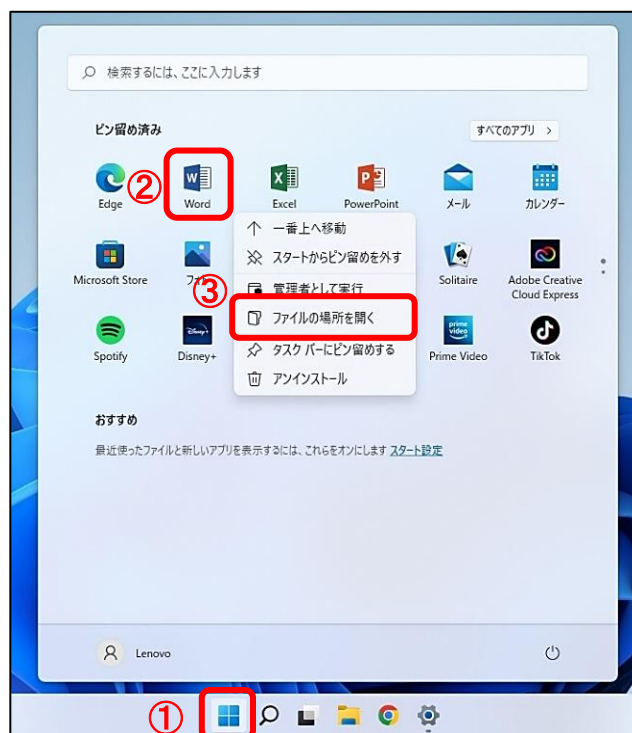 検索するには、ここに入力します
ピン留め済み
すべてのアプリ >
②
Edge
Word
Excel
PowerPoint
メール
カレンダー
一番上へ移動
スタートからピン留めを外す
Microsoft Store
Solitaire
Adobe Creative
Cloud Express
③
管理者として実行
ファイルの場所を開く
Spotify
Disney+
prime
video
Prime Video
TikTok
タスク バーにピン留めする
アンインストール
おすすめ
最近使ったファイルと新しいアプリを表示するには、これらをオンにします スタート設定
Lenovo
①